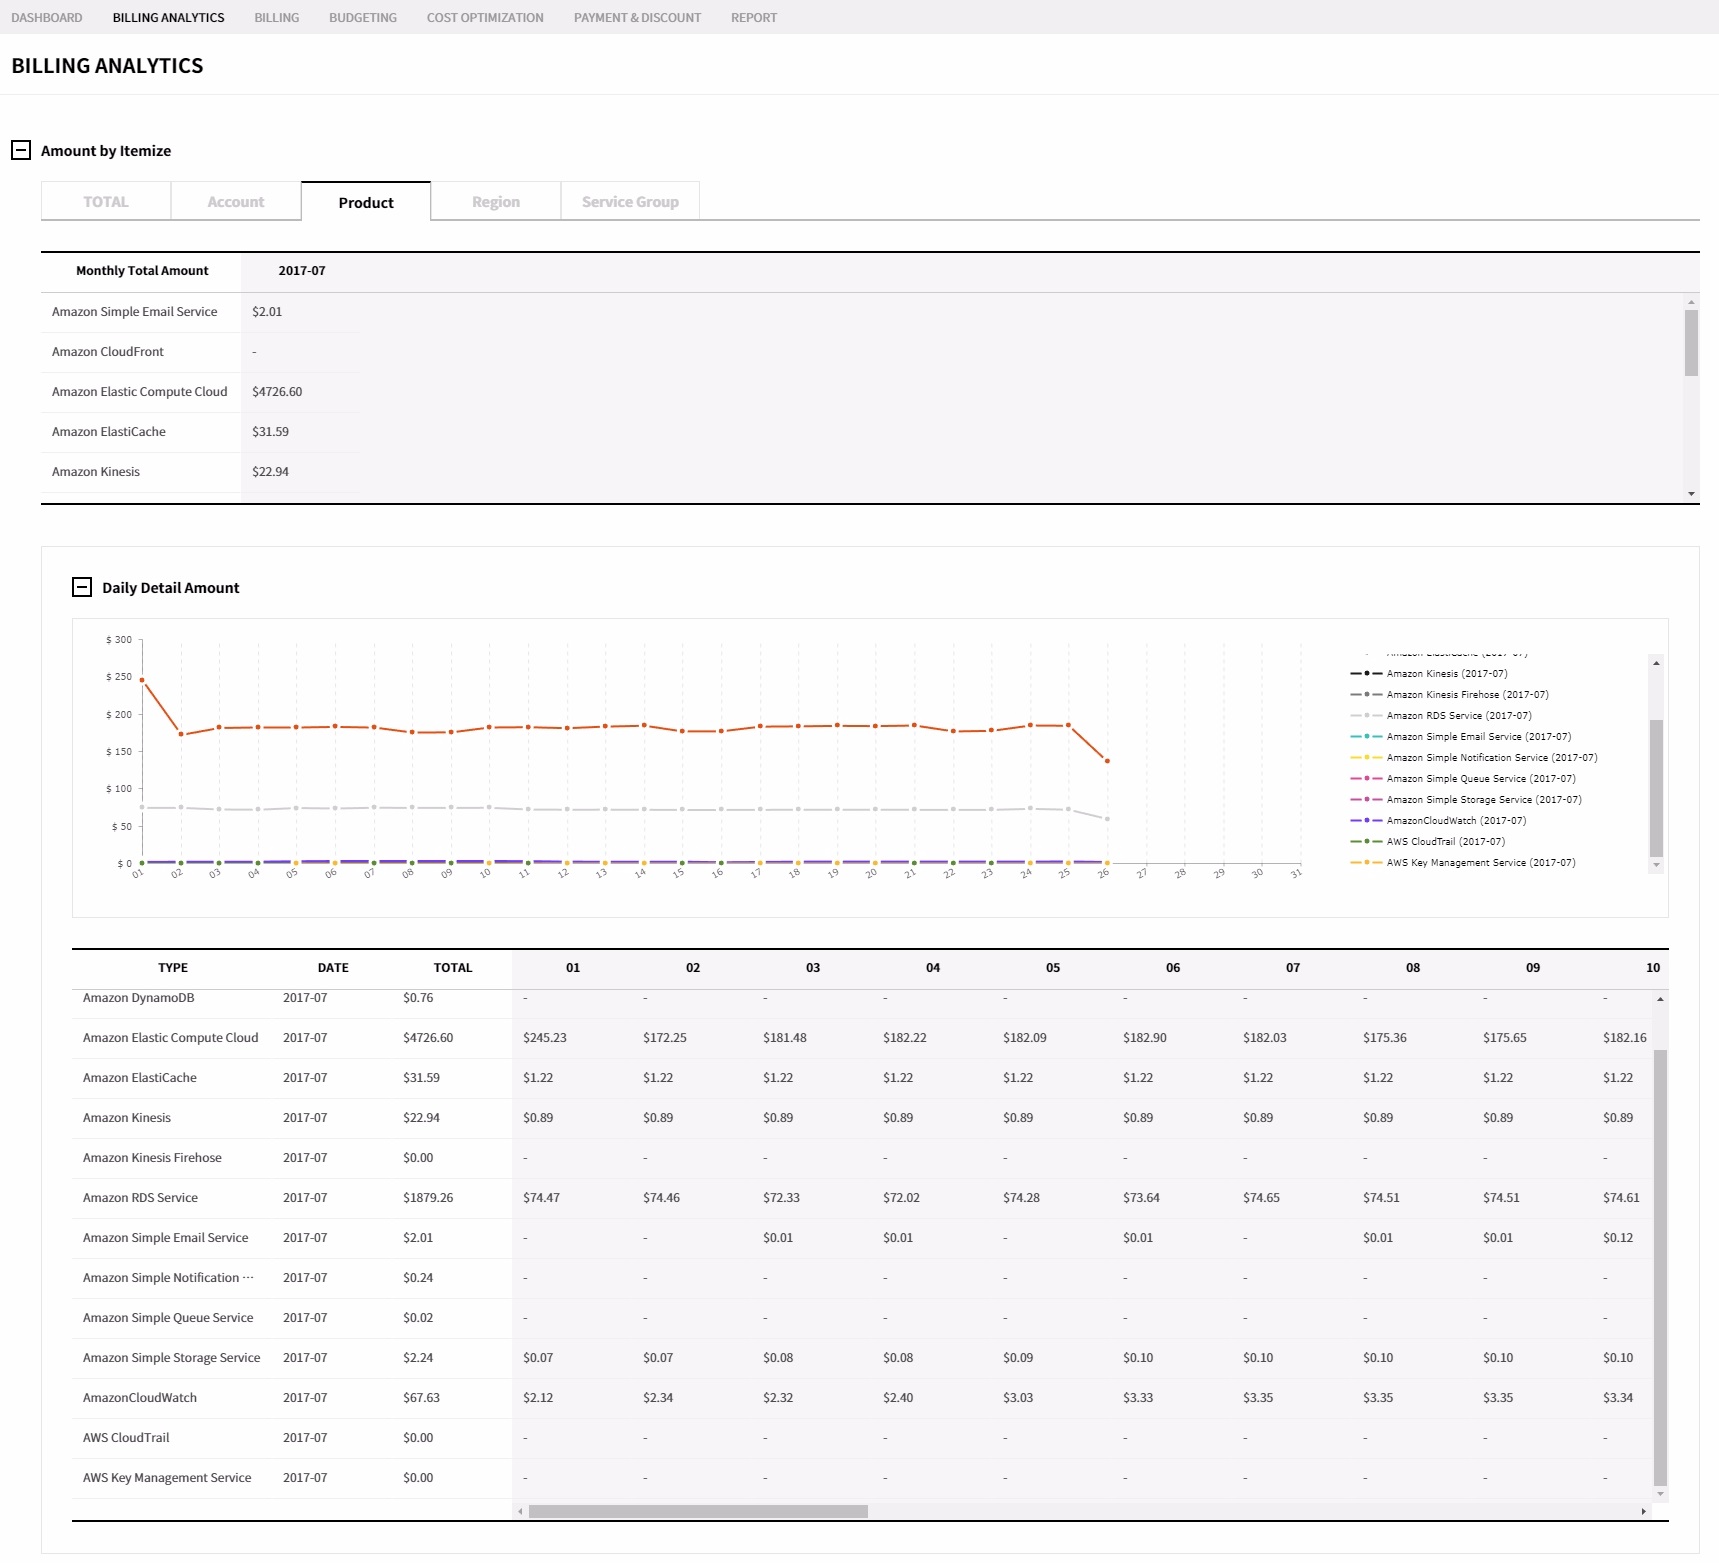 DASHBOARD BILLING ANALYTICS BILLING BUDGETING COST OPTIMIZATION PAYMENT & DISCOUNT REPORT
BILLING ANALYTICS
Amount by Itemize
TOTAL Account Product Region Service Group
Monthly Total Amount 2017-07
Amazon Simple Email Service $2.01
Amazon CloudFront -
Amazon Elastic Compute Cloud $4726.60
Amazon ElastiCache $31.59
Amazon Kinesis $22.94
Daily Detail Amount
$ 300
$ 250
$ 200
$ 150
$ 100
$ 50
$ 0
01 02 03 04 05 06 07 08 09 10 11 12 13 14 15 16 17 18 19 20 21 22 23 24 25 26 27 28 29 30 31
Amazon ElastiCache (2017-07)
Amazon Kinesis (2017-07)
Amazon Kinesis Firehose (2017-07)
Amazon RDS Service (2017-07)
Amazon Simple Email Service (2017-07)
Amazon Simple Notification Service (2017-07)
Amazon Simple Queue Service (2017-07)
Amazon Simple Storage Service (2017-07)
AmazonCloudWatch (2017-07)
AWS CloudTrail (2017-07)
AWS Key Management Service (2017-07)
TYPE DATE TOTAL 01 02 03 04 05 06 07 08 09 10
Amazon DynamoDB 2017-07 $0.76 - - - - - - - - - -
Amazon Elastic Compute Cloud 2017-07 $4726.60 $245.23 $172.25 $181.48 $182.22 $182.09 $182.90 $182.03 $175.36 $175.65 $182.16
Amazon ElastiCache 2017-07 $31.59 $1.22 $1.22 $1.22 $1.22 $1.22 $1.22 $1.22 $1.22 $1.22 $1.22
Amazon Kinesis 2017-07 $22.94 $0.89 $0.89 $0.89 $0.89 $0.89 $0.89 $0.89 $0.89 $0.89 $0.89
Amazon Kinesis Firehose 2017-07 $0.00 - - - - - - - - - -
Amazon RDS Service 2017-07 $1879.26 $74.47 $74.46 $72.33 $72.02 $74.28 $73.64 $74.65 $74.51 $74.51 $74.61
Amazon Simple Email Service 2017-07 $2.01 - - $0.01 $0.01 - $0.01 - $0.01 $0.01 $0.12
Amazon Simple Notification ··· 2017-07 $0.24 - - - - - - - - - -
Amazon Simple Queue Service 2017-07 $0.02 - - - - - - - - - -
Amazon Simple Storage Service 2017-07 $2.24 $0.07 $0.07 $0.08 $0.08 $0.09 $0.10 $0.10 $0.10 $0.10 $0.10
AmazonCloudWatch 2017-07 $67.63 $2.12 $2.34 $2.32 $2.40 $3.03 $3.33 $3.35 $3.35 $3.35 $3.34
AWS CloudTrail 2017-07 $0.00 - - - - - - - - - -
AWS Key Management Service 2017-07 $0.00 - - - - - - - - - -